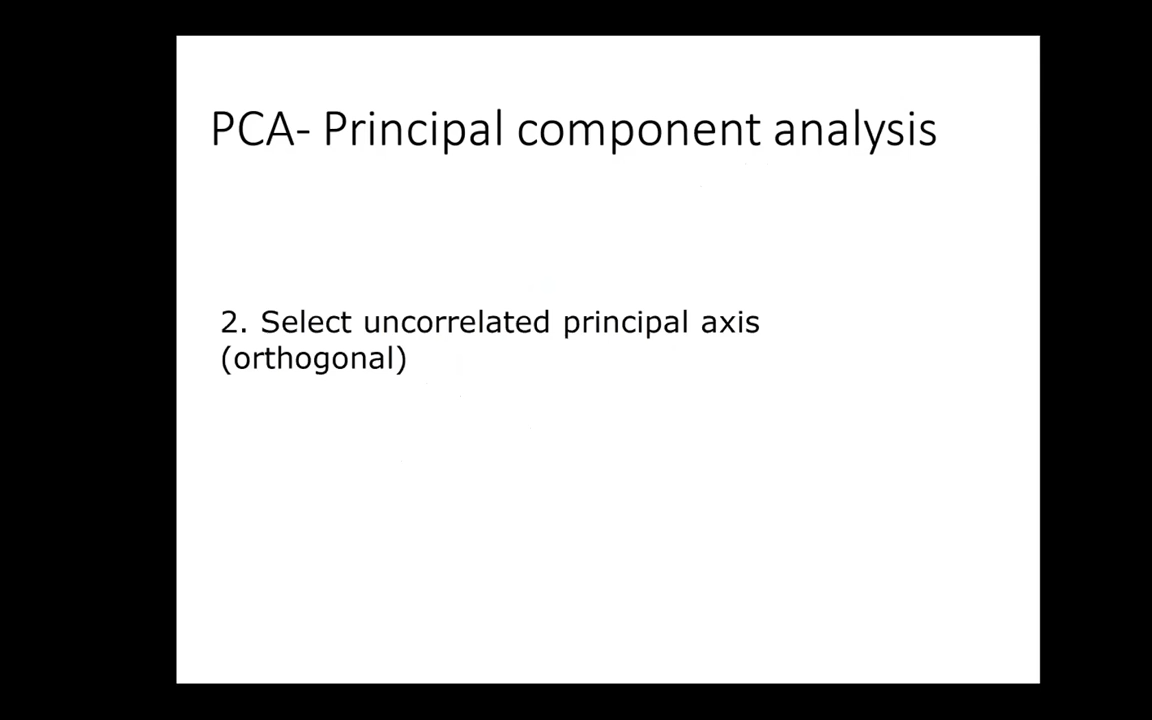 PCA- Principal component analysis
2. Select uncorrelated principal axis
(orthogonal)